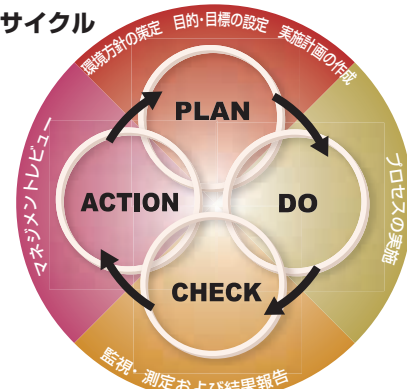 サイクル
環境方針の策定 目的・目標の設定 実施計画の作成
PLAN
マネジメントレビュー
ACTION
DO
プロセスの実施
CHECK
監視・測定および結果報告